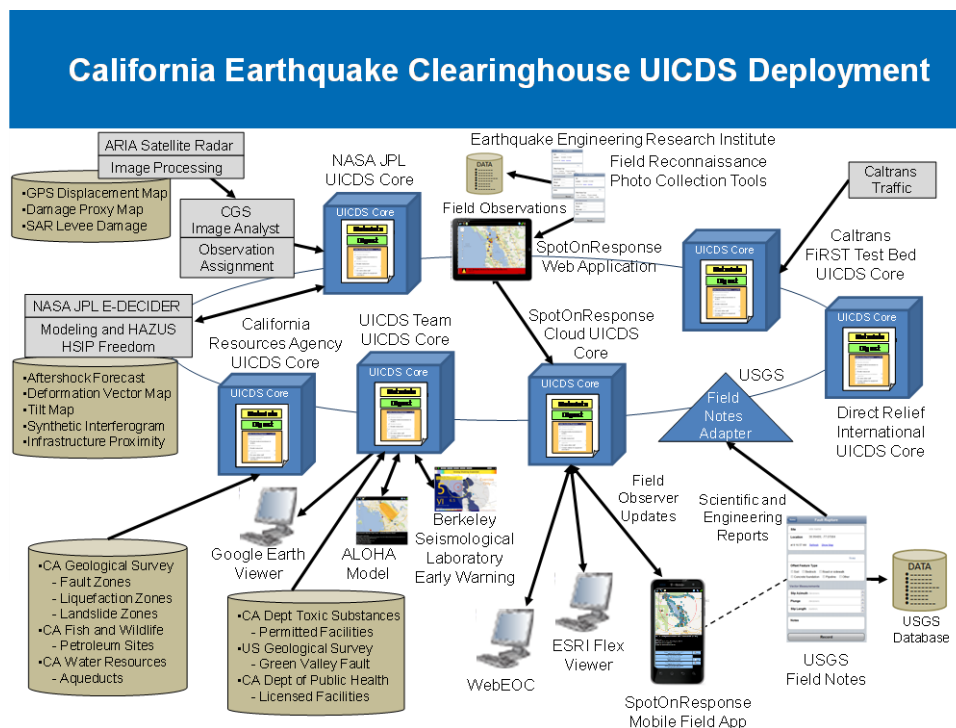 California Earthquake Clearinghouse UICDS Deployment
ARIA Satellite Radar
Image Processing
•GPS Displacement Map
•Damage Proxy Map
•SAR Levee Damage
CGS
Image Analyst
Observation
Assignment
NASA JPL
UICDS Core
UICDS Core
Digest
Earthquake Engineering Research Institute
DATA
Field Reconnaissance
Photo Collection Tools
Field Observations
SpotOnResponse
Web Application
Caltrans
Traffic
UICDS Core
Digest
Caltrans
FiRST Test Bed
UICDS Core
NASA JPL E-DECIDER
Modeling and HAZUS
HSIP Freedom
•Aftershock Forecast
•Deformation Vector Map
•Tilt Map
•Synthetic Interferogram
•Infrastructure Proximity
California
Resources Agency
UICDS Core
UICDS Core
Digest
UICDS Team
UICDS Core
UICDS Core
Digest
SpotOnResponse
Cloud UICDS
Core
UICDS Core
Digest
USGS
Field
Notes
Adapter
UICDS Core
Digest
Direct Relief
International
UICDS Core
Google Earth
Viewer
ALOHA
Model
Berkeley
Seismological
Laboratory
Early Warning
Field
Observer
Updates
Scientific and
Engineering
Reports
•CA Geological Survey
- Fault Zones
- Liquefaction Zones
- Landslide Zones
•CA Fish and Wildlife
- Petroleum Sites
•CA Water Resources
- Aqueducts
•CA Dept Toxic Substances
- Permitted Facilities
•US Geological Survey
- Green Valley Fault
•CA Dept of Public Health
- Licensed Facilities
WebEOC
ESRI Flex
Viewer
SpotOnResponse
Mobile Field App
USGS
Field Notes
DATA
USGS
Database